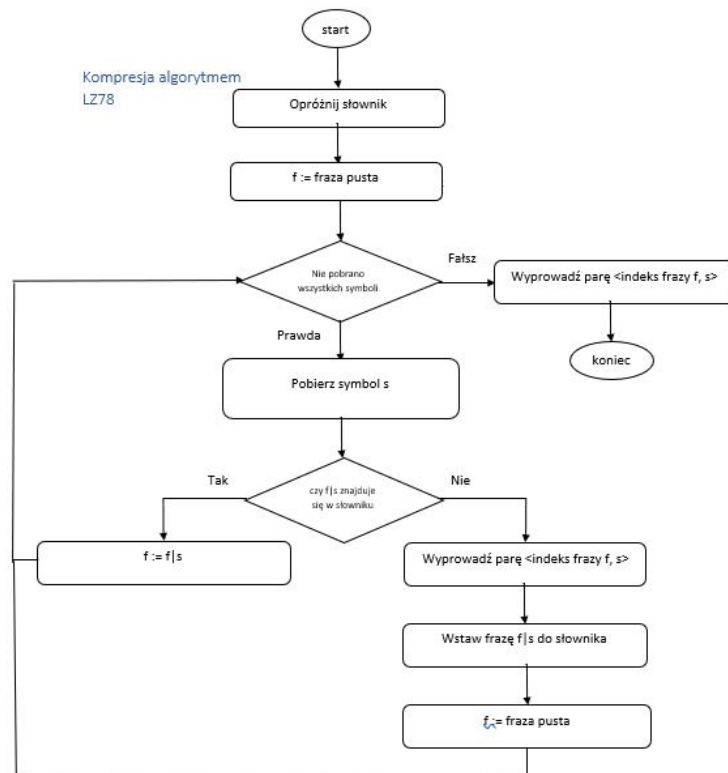 start
Kompresja algorytmem
LZ78
Opróżnij słownik
f := fraza pusta
Nie pobrano
wszystkich symboli
Fałsz
Wyprowadź parę <indeks frazy f, s>
Prawda
koniec
Pobierz symbol s
Tak
czy f|s znajduje
się w słowniku
Nie
f := f|s
Wyprowadź parę <indeks frazy f, s>
Wstaw frazę f|s do słownika
f := fraza pusta